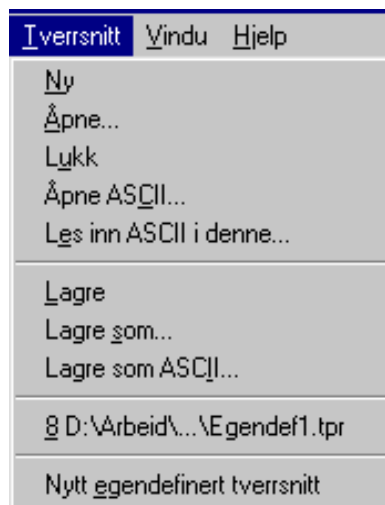 Tverrsnitt Vindu Hjelp
Ny
Åpne...
Lukk
Åpne ASCII...
Les inn ASCII i denne...
Lagre
Lagre som...
Lagre som ASCII...
8 D:\Arbeid\...\Egendef1.tpr
Nytt egendefinert tverrsnitt